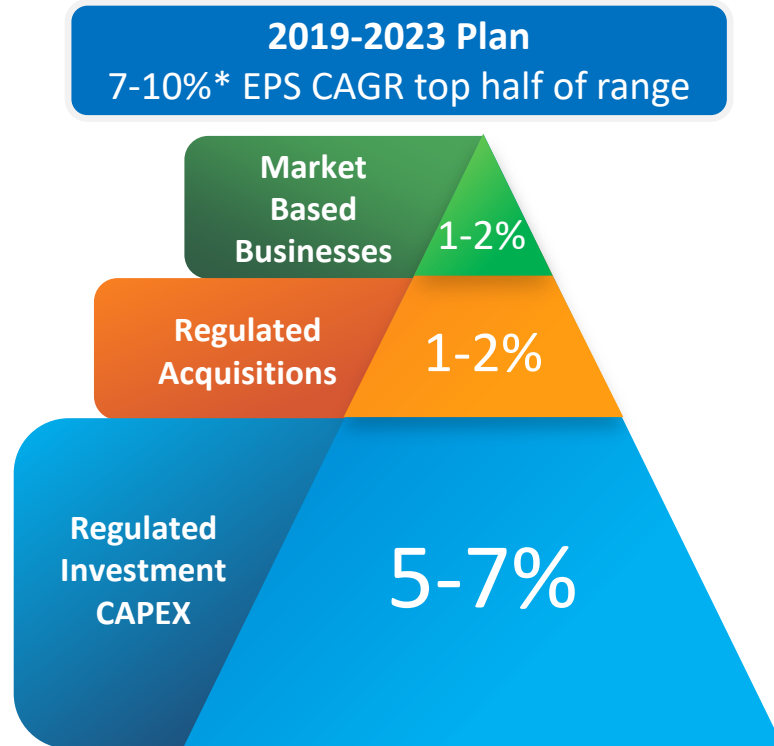 2019-2023 Plan
7-10%* EPS CAGR top half of range
Market
Based
Businesses
1-2%
Regulated
Acquisitions
1-2%
Regulated
Investment
CAPEX
5-7%